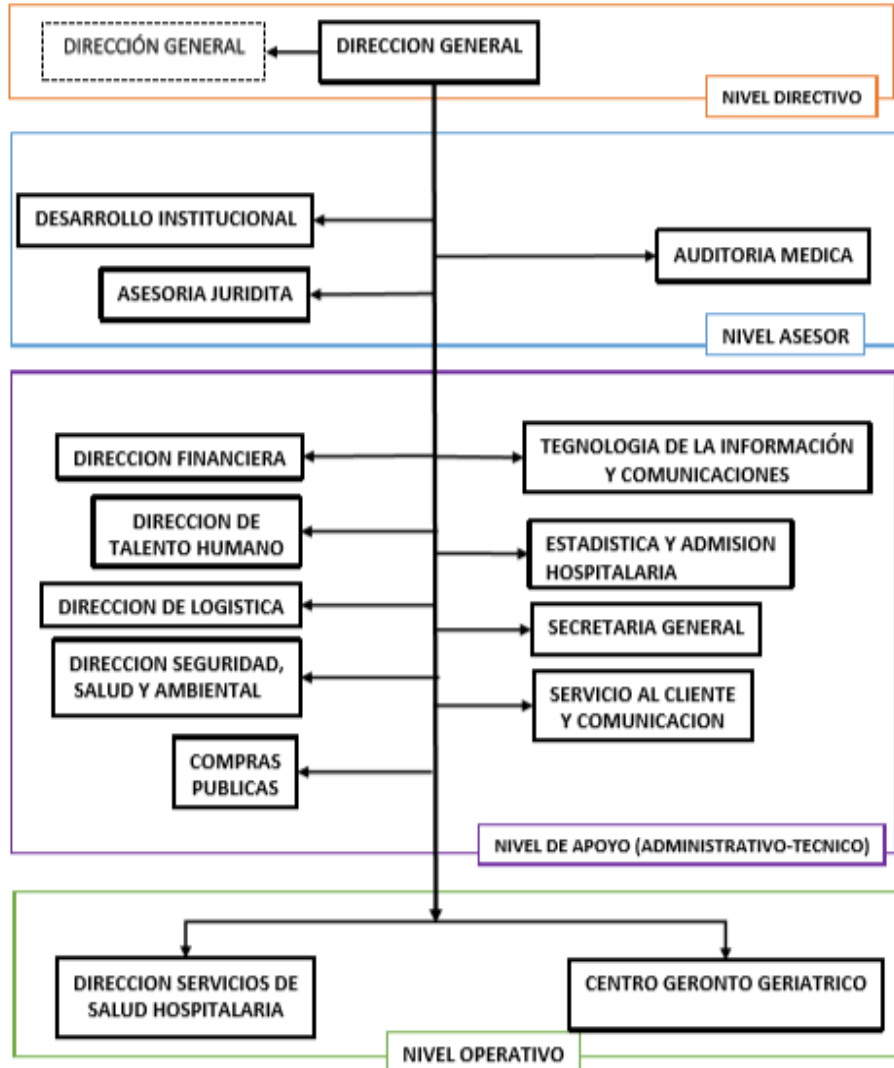 DIRECCIÓN GENERAL
DIRECCION GENERAL
NIVEL DIRECTIVO
DESARROLLO INSTITUCIONAL
AUDITORIA MEDICA
ASESORIA JURIDITA
NIVEL ASESOR
DIRECCION FINANCIERA
TEGNOLOGIA DE LA INFORMACIÓN
Y COMUNICACIONES
DIRECCION DE
TALENTO HUMANO
ESTADISTICA Y ADMISION
HOSPITALARIA
DIRECCION DE LOGISTICA
SECRETARIA GENERAL
DIRECCION SEGURIDAD,
SALUD Y AMBIENTAL
SERVICIO AL CLIENTE
Y COMUNICACION
COMPRAS
PUBLICAS
NIVEL DE APOYO (ADMINISTRATIVO-TECNICO)
DIRECCION SERVICIOS DE
SALUD HOSPITALARIA
CENTRO GERONTO GERIATRICO
NIVEL OPERATIVO